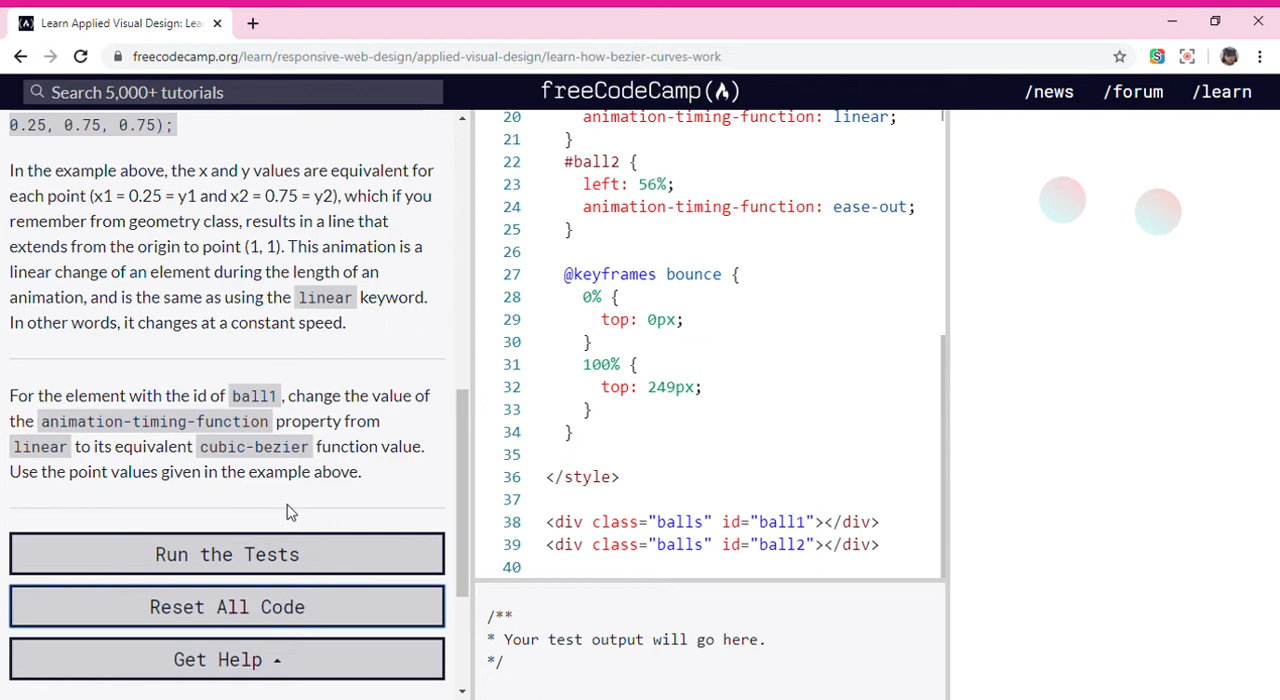 Learn Applied Visual Design: Lea
freecodecamp.org/learn/responsive-web-design/applied-visual-design/learn-how-bezier-curves-work
Search 5,000+ tutorials
freeCodeCamp
/news
/forum
/learn
0.25, 0.75, 0.75);
In the example above, the x and y values are equivalent for
each point (x1 = 0.25 = y1 and x2 = 0.75 = y2), which if you
remember from geometry class, results in a line that
extends from the origin to point (1, 1). This animation is a
linear change of an element during the length of an
animation, and is the same as using the linear keyword.
In other words, it changes at a constant speed.
For the element with the id of ball1, change the value of
the animation-timing-function property from
linear to its equivalent cubic-bezier function value.
Use the point values given in the example above.
Run the Tests
Reset All Code
Get Help
20 animation-timing-function: linear;
21 }
22 #ball2 {
23 left: 56%;
24 animation-timing-function: ease-out;
25 }
26
27 @keyframes bounce {
28 0% {
29 top: 0px;
30 }
31 100% {
32 top: 249px;
33 }
34 }
35
36 </style>
37
38 <div class="balls" id="ball1"></div>
39 <div class="balls" id="ball2"></div>
40
/**
* Your test output will go here.
*/